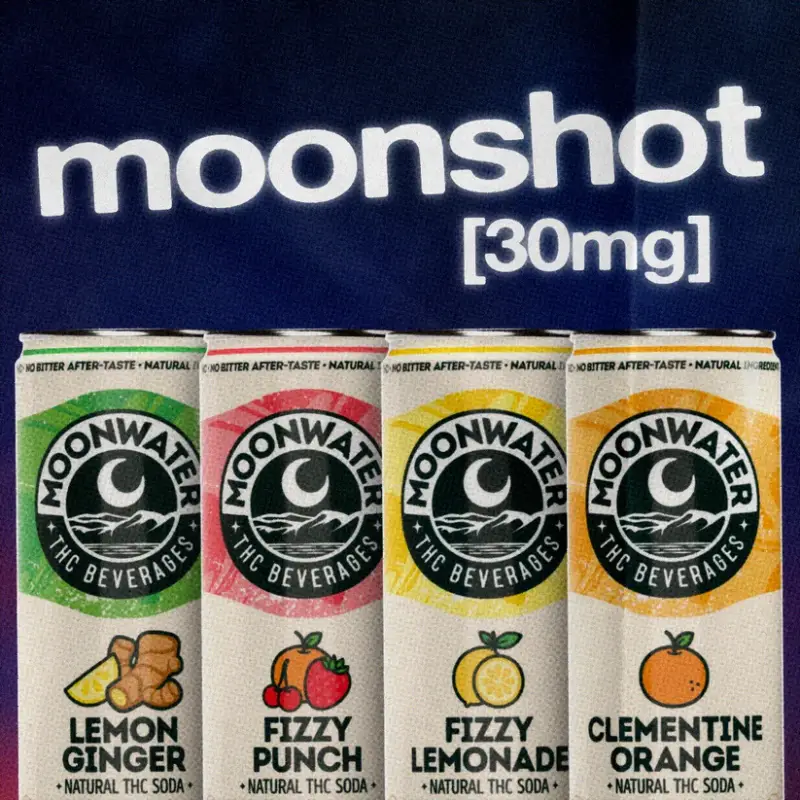 moonshot
[30mg]
NO BITTER AFTER-TASTE • NATURAL
MOONWATER
THC BEVERAGES
LEMON
GINGER
NATURAL THC SODA
NO BITTER AFTER-TASTE • NATURAL
MOONWATER
THC BEVERAGES
FIZZY
PUNCH
NATURAL THC SODA
NO BITTER AFTER-TASTE • NATURAL
MOONWATER
THC BEVERAGES
FIZZY
LEMONADE
NATURAL THC SODA
NO BITTER AFTER-TASTE • NATURAL
MOONWATER
THC BEVERAGES
CLEMENTINE
ORANGE
NATURAL THC SODA